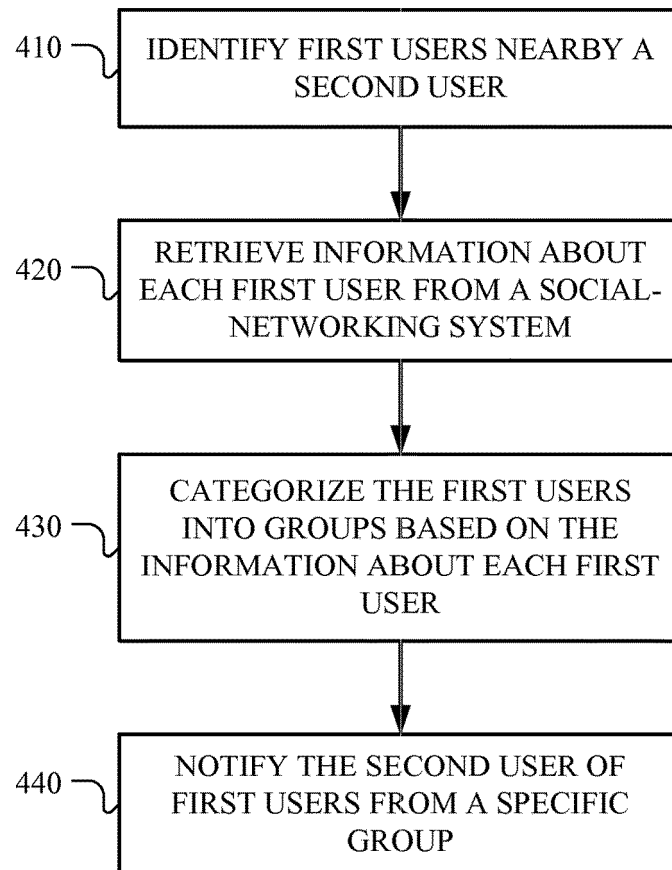 410
IDENTIFY FIRST USERS NEARBY A
SECOND USER
420
RETRIEVE INFORMATION ABOUT
EACH FIRST USER FROM A SOCIAL-
NETWORKING SYSTEM
430
CATEGORIZE THE FIRST USERS
INTO GROUPS BASED ON THE
INFORMATION ABOUT EACH FIRST
USER
440
NOTIFY THE SECOND USER OF
FIRST USERS FROM A SPECIFIC
GROUP